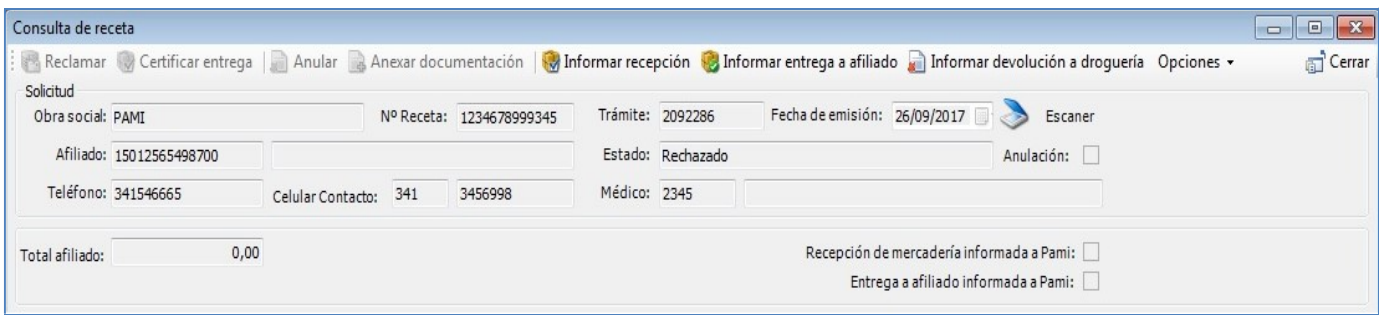 Consulta de receta
Reclamar Certificar entrega Anular Anexar documentación Informar recepción Informar entrega a afiliado Informar devolución a droguería Opciones Cerrar
Solicitud
Obra social: PAMI Nº Receta: 1234678999345 Trámite: 2092286 Fecha de emisión: 26/09/2017 Escaner
Afiliado: 15012565498700 Estado: Rechazado Anulación:
Teléfono: 341546665 Celular Contacto: 341 3456998 Médico: 2345
Total afiliado: 0,00 Recepción de mercadería informada a Pami:
Entrega a afiliado informada a Pami: